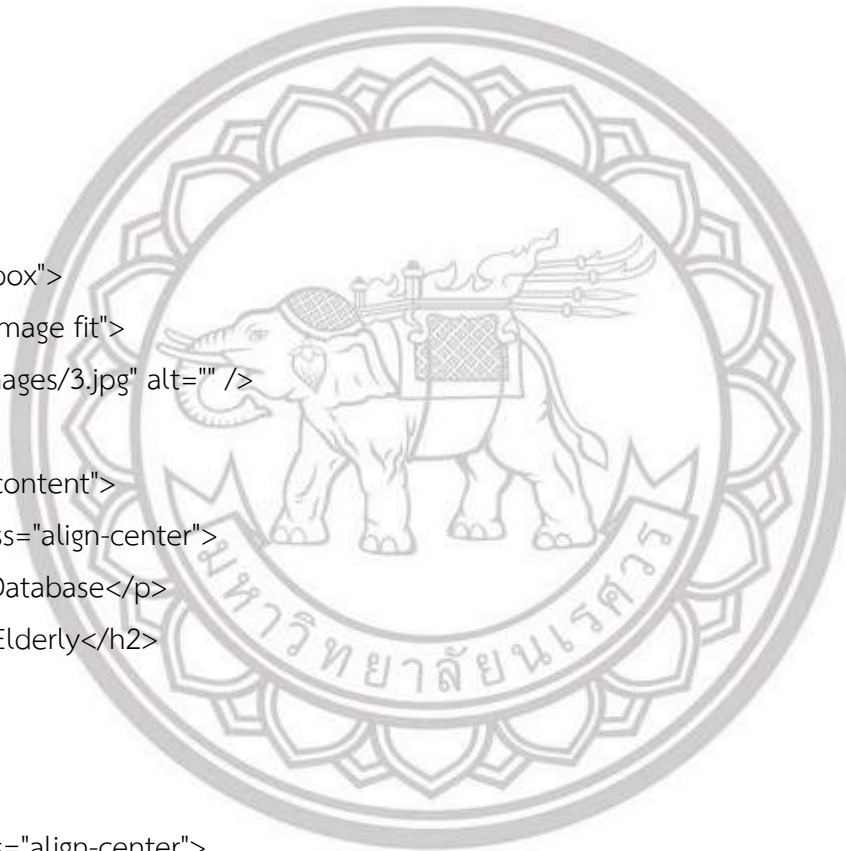 box">
mage fit">
ages/3.jpg" alt="" />
content">
ss="align-center">
Database</p>
Elderly</h2>
มหาวิทยาลัยนเรศวร
s="align-center">